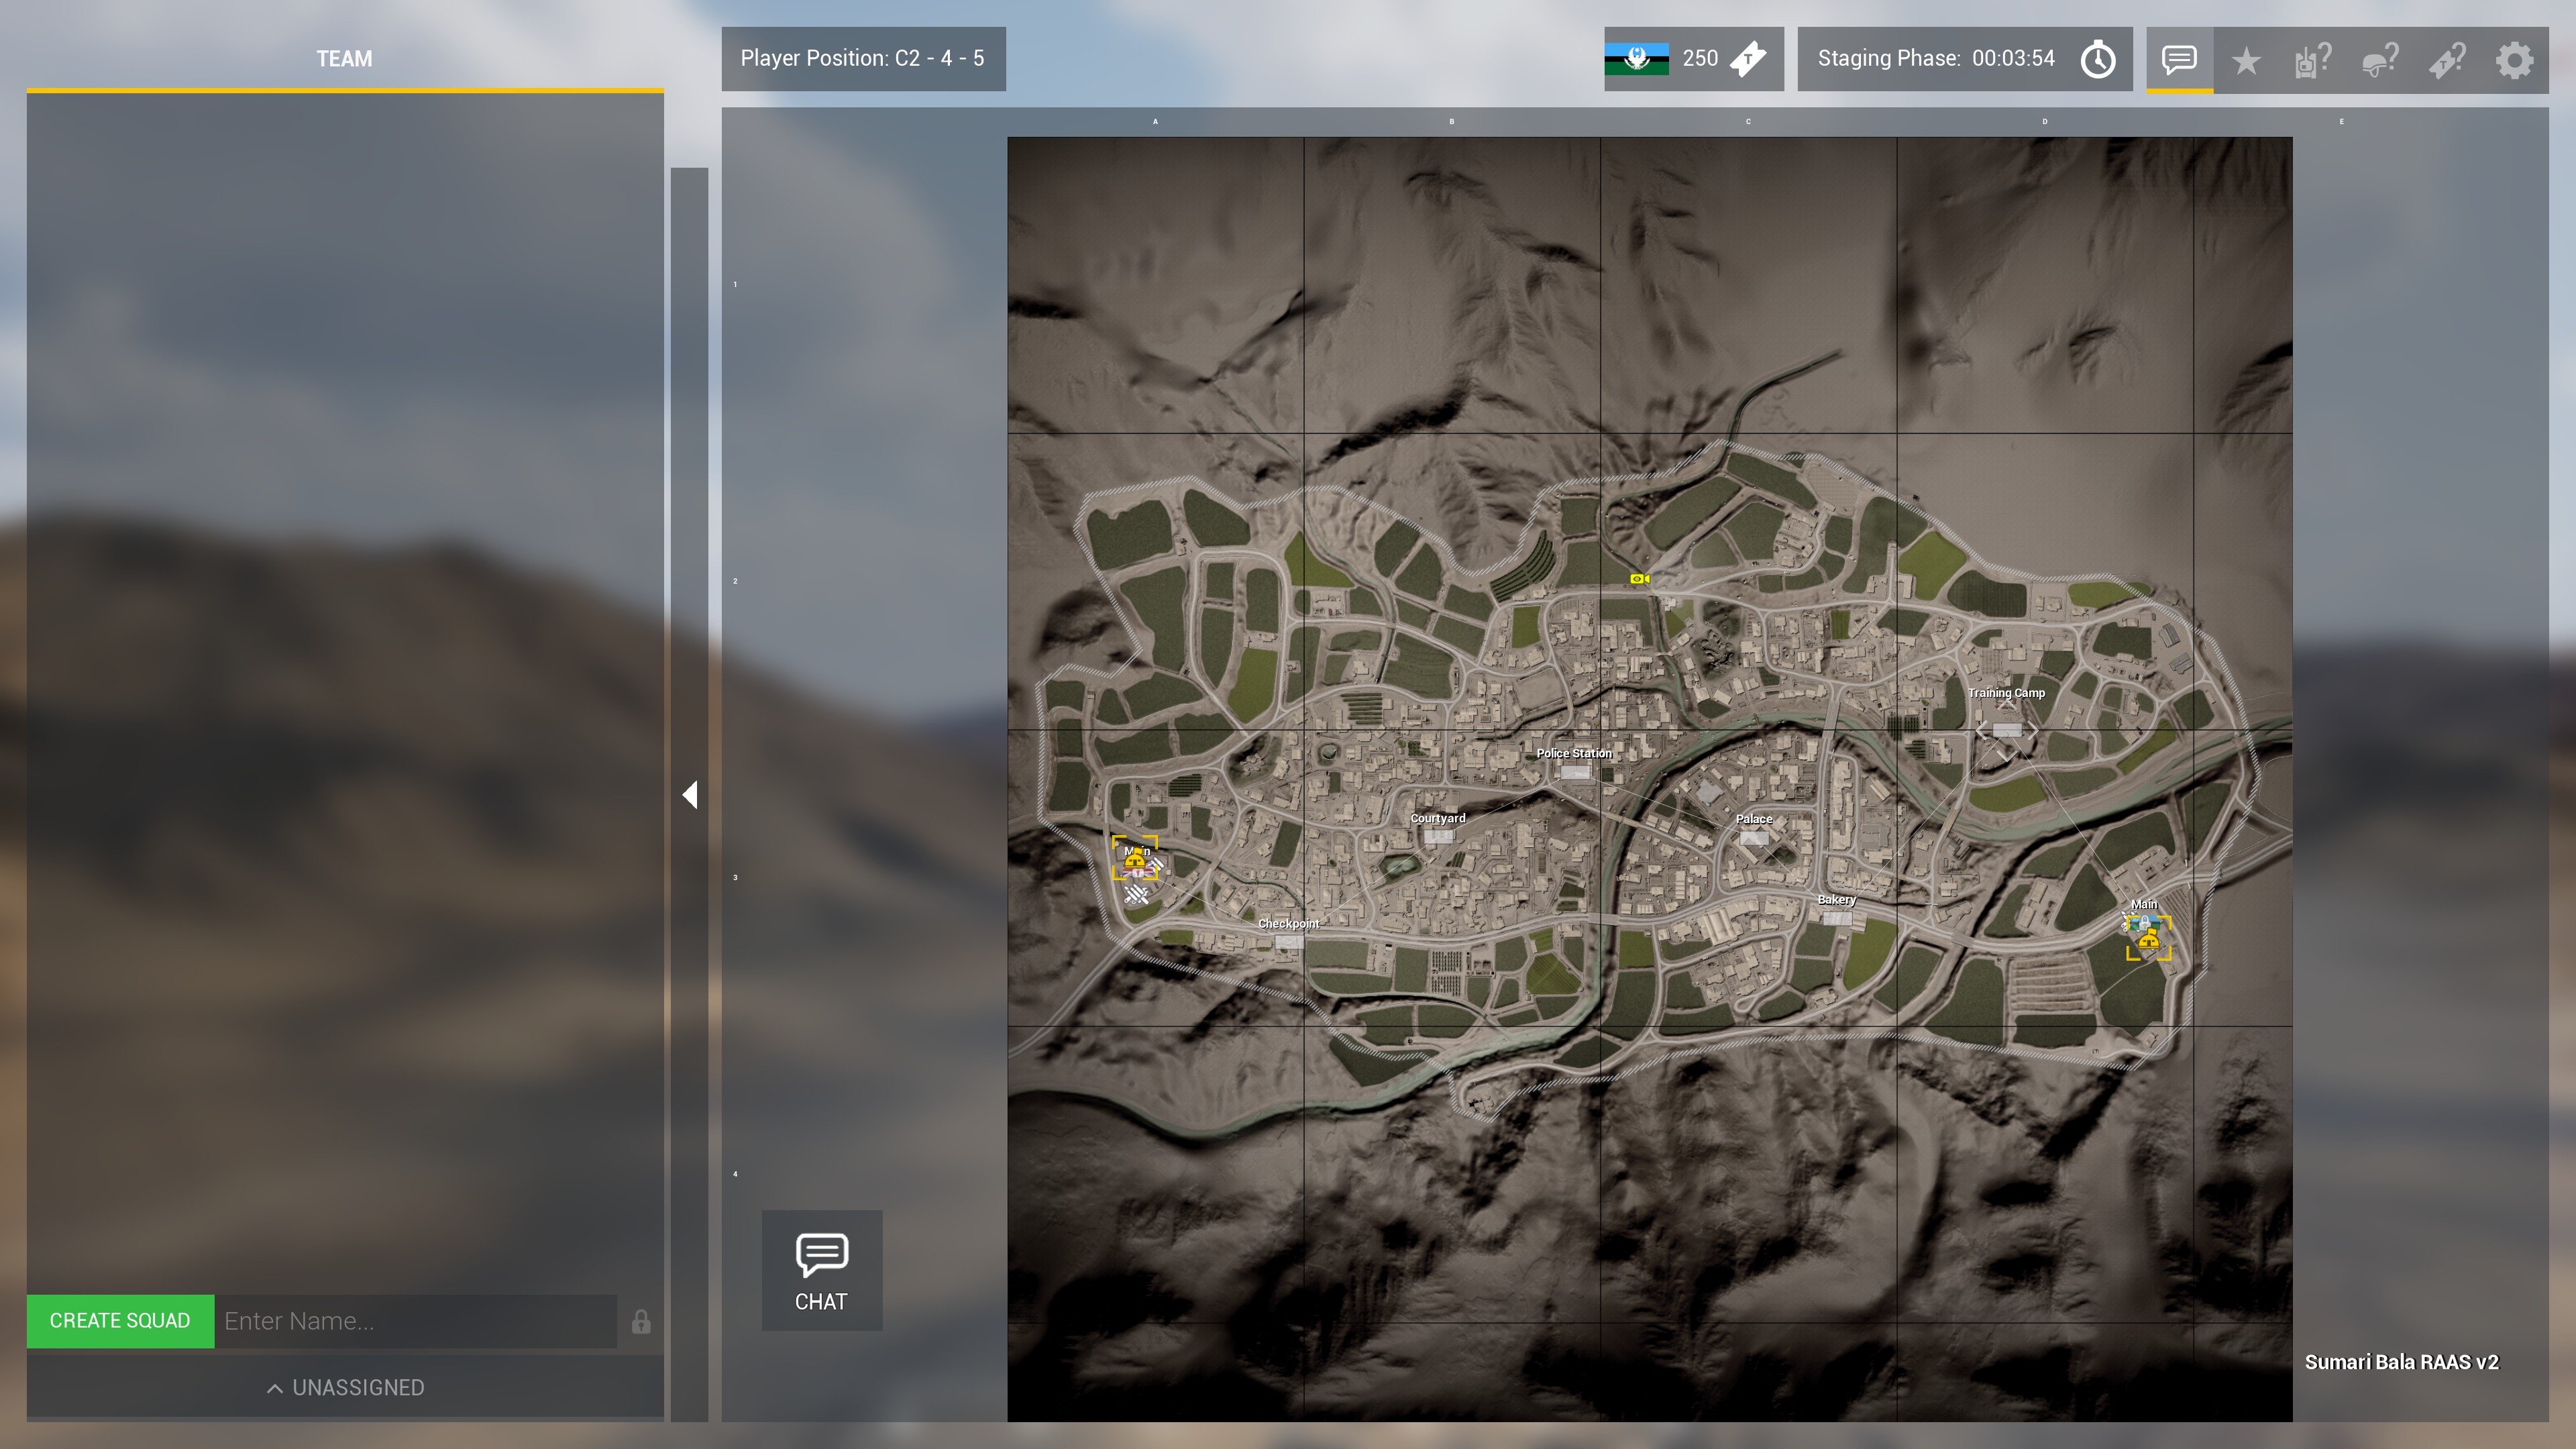 TEAM
Player Position: C2 - 4 - 5
250
Staging Phase: 00:03:54
A
B
C
D
E
1
2
Training Camp
Police Station
Courtyard
Palace
Main
3
Bakery
Main
Checkpoint
4
CHAT
CREATE SQUAD
Enter Name...
UNASSIGNED
Sumari Bala RAAS v2